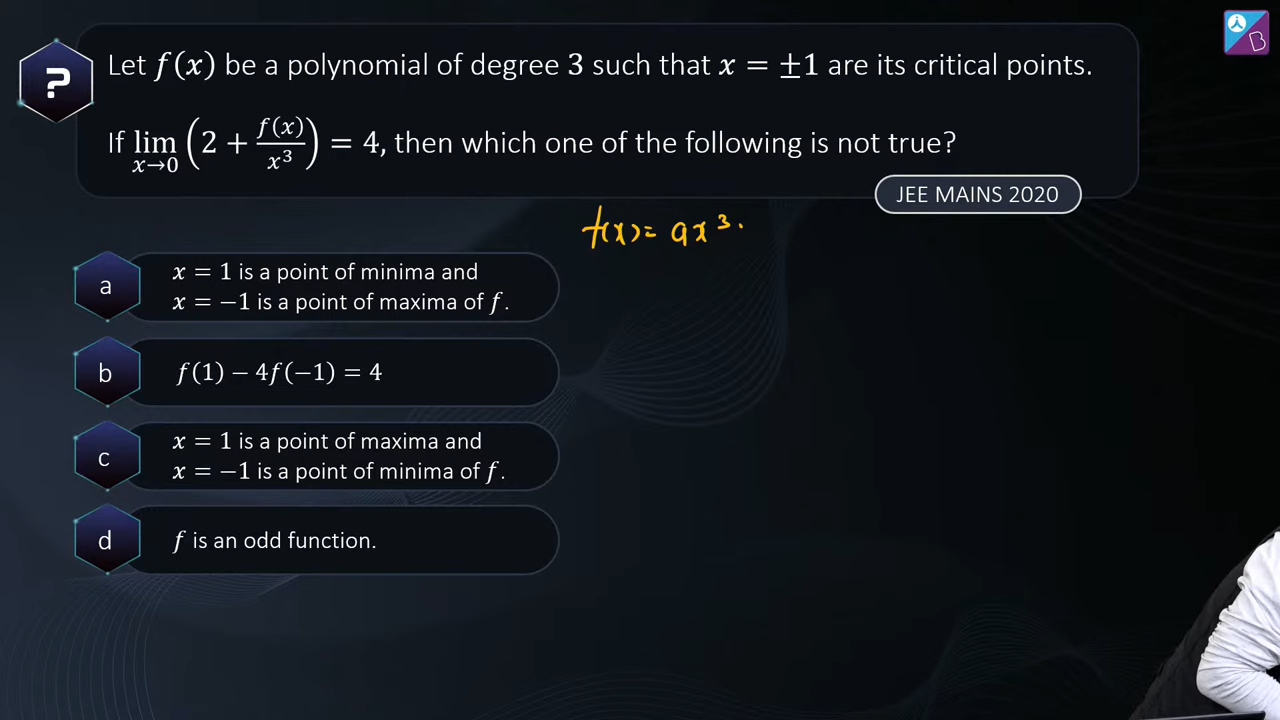 Let f(x) be a polynomial of degree 3 such that x = ±1 are its critical points.
If lim x→0 (2 + f(x)/x³) = 4, then which one of the following is not true?
JEE MAINS 2020
f(x)= ax³.
a
x = 1 is a point of minima and
x = −1 is a point of maxima of f.
b
f(1) − 4f(−1) = 4
c
x = 1 is a point of maxima and
x = −1 is a point of minima of f.
d
f is an odd function.
?
B